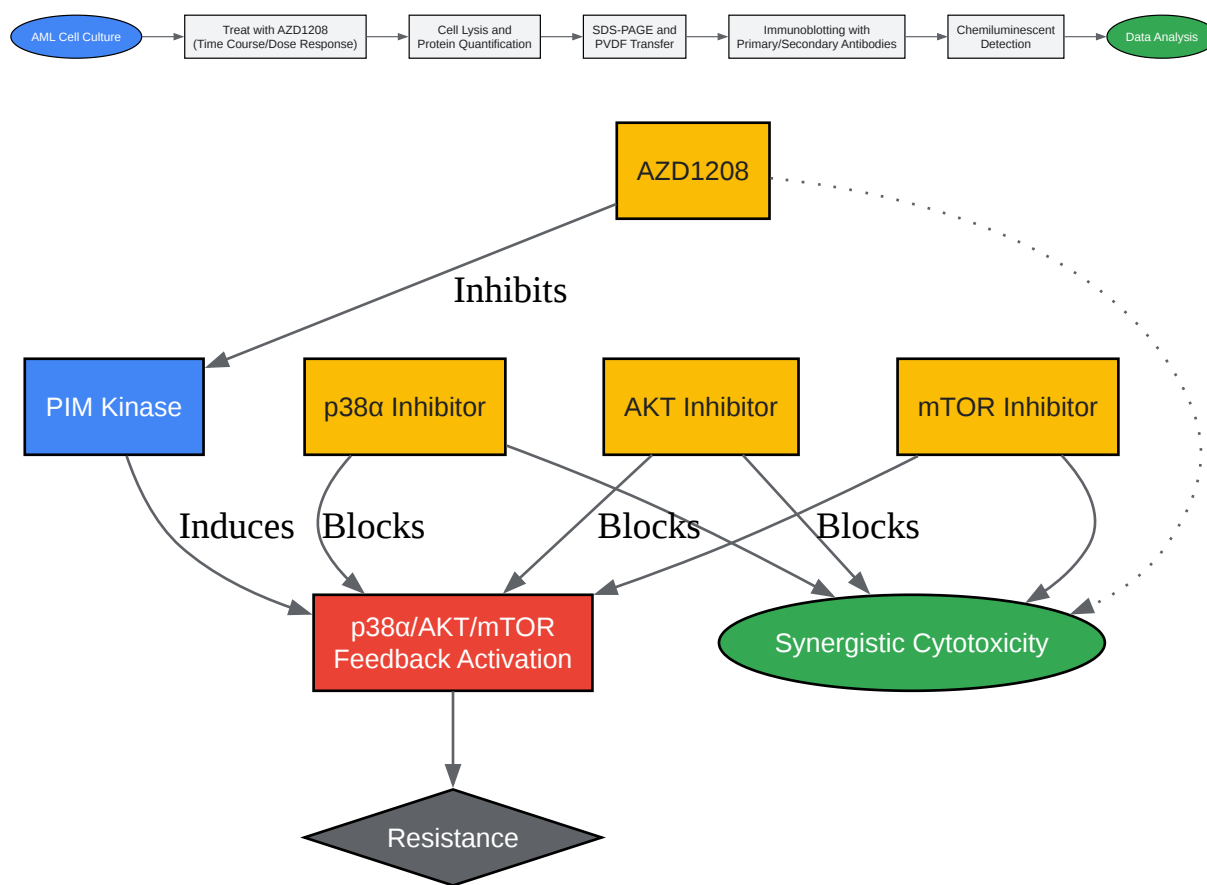 AML Cell Culture
Treat with AZD1208
(Time Course/Dose Response)
Cell Lysis and
Protein Quantification
SDS-PAGE and
PVDF Transfer
Immunoblotting with
Primary/Secondary Antibodies
Chemiluminescent
Detection
Data Analysis
AZD1208
Inhibits
PIM Kinase
p38α Inhibitor
AKT Inhibitor
mTOR Inhibitor
Induces
Blocks
Blocks
Blocks
p38α/AKT/mTOR
Feedback Activation
Synergistic Cytotoxicity
Resistance